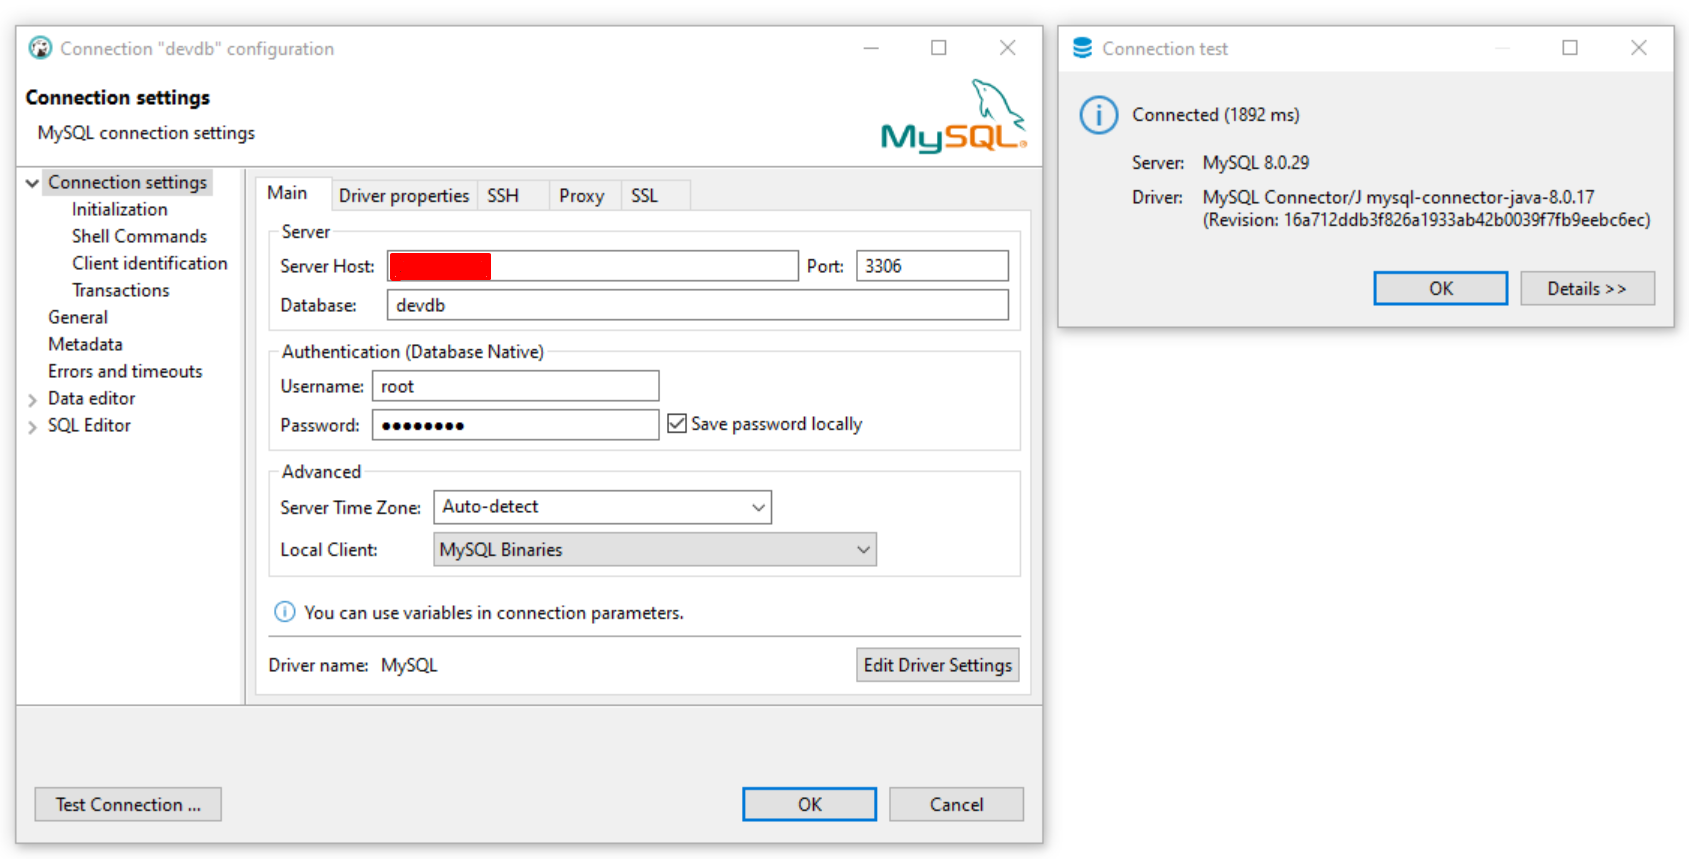 Connection "devdb" configuration
Connection settings
MySQL connection settings
MySQL®
Connection settings
Initialization
Shell Commands
Client identification
Transactions
General
Metadata
Errors and timeouts
Data editor
SQL Editor
Main Driver properties SSH Proxy SSL
Server
Server Host: Port: 3306
Database: devdb
Authentication (Database Native)
Username: root
Password: ●●●●●●●● Save password locally
Advanced
Server Time Zone: Auto-detect
Local Client: MySQL Binaries
You can use variables in connection parameters.
Driver name: MySQL Edit Driver Settings
Test Connection ... OK Cancel
Connection test
Connected (1892 ms)
Server: MySQL 8.0.29
Driver: MySQL Connector/J mysql-connector-java-8.0.17
(Revision: 16a712ddb3f826a1933ab42b0039f7fb9eebc6ec)
OK Details >>